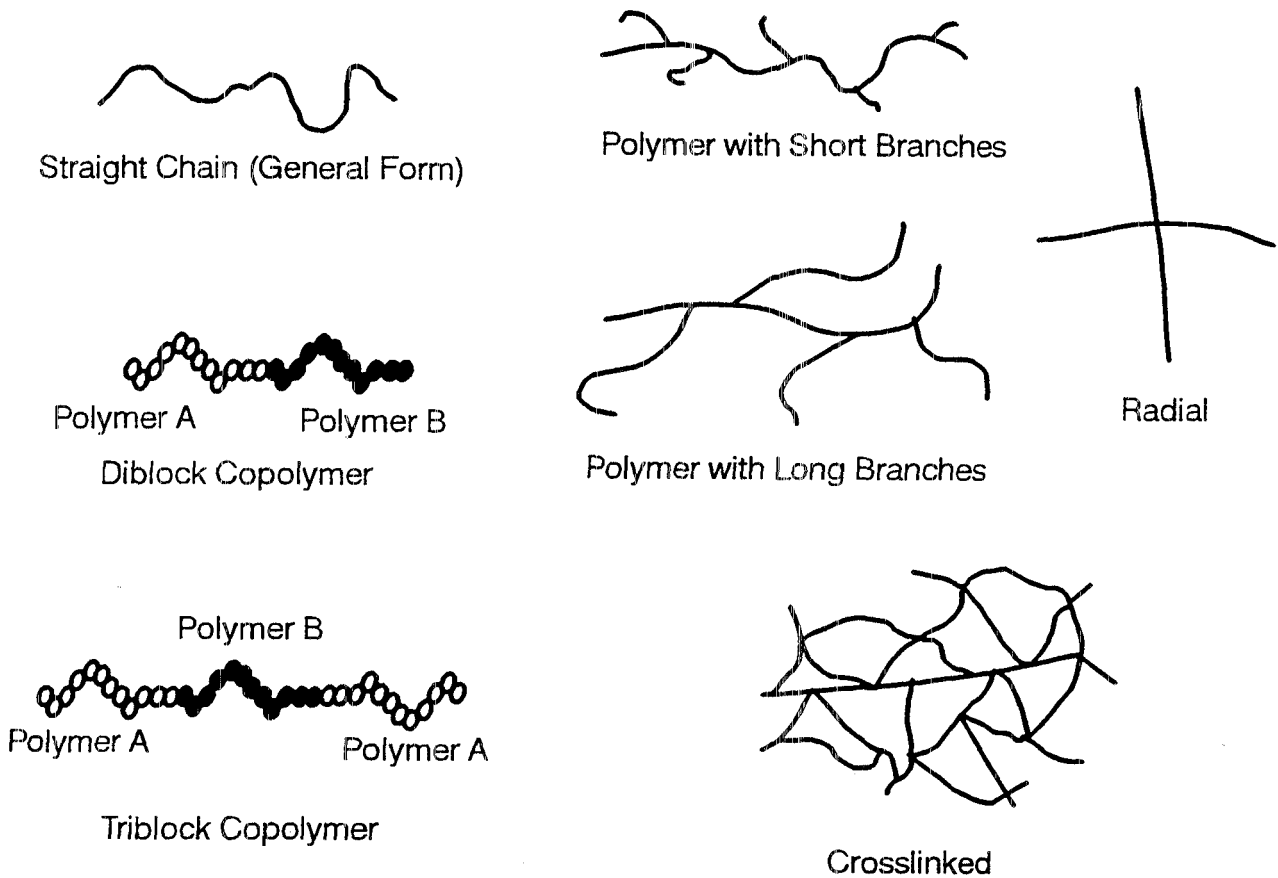 Straight Chain (General Form)
Polymer with Short Branches
Polymer A
Polymer B
Diblock Copolymer
Polymer with Long Branches
Radial
Polymer B
Polymer A
Polymer A
Triblock Copolymer
Crosslinked